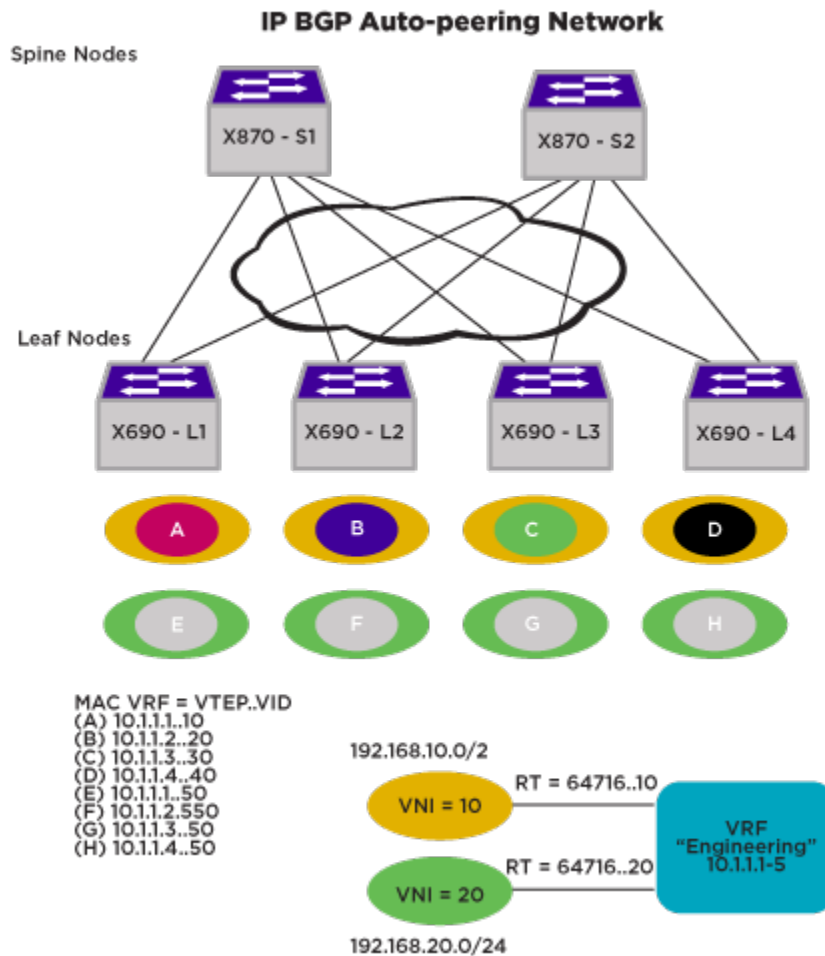 IP BGP Auto-peering Network
Spine Nodes
X870 - S1
X870 - S2
Leaf Nodes
X690 - L1
X690 - L2
X690 - L3
X690 - L4
A
B
C
D
E
F
G
H
MAC VRF = VTEP..VID
(A) 10.1.1.1..10
(B) 10.1.1.2..20
(C) 10.1.1.3..30
(D) 10.1.1.4..40
(E) 10.1.1.1..50
(F) 10.1.1.2.550
(G) 10.1.1.3..50
(H) 10.1.1.4..50
192.168.10.0/2
VNI = 10
RT = 64716..10
VNI = 20
RT = 64716..20
192.168.20.0/24
VRF
“Engineering”
10.1.1.1-5